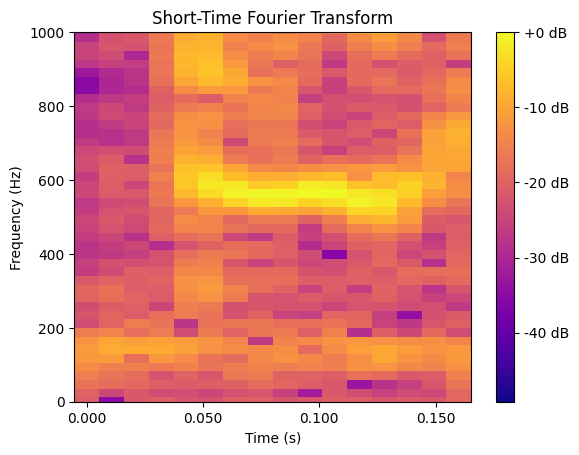 Short-Time Fourier Transform
1000
800
600
400
200
0
Frequency (Hz)
0.000
0.050
0.100
0.150
Time (s)
+0 dB
-10 dB
-20 dB
-30 dB
-40 dB